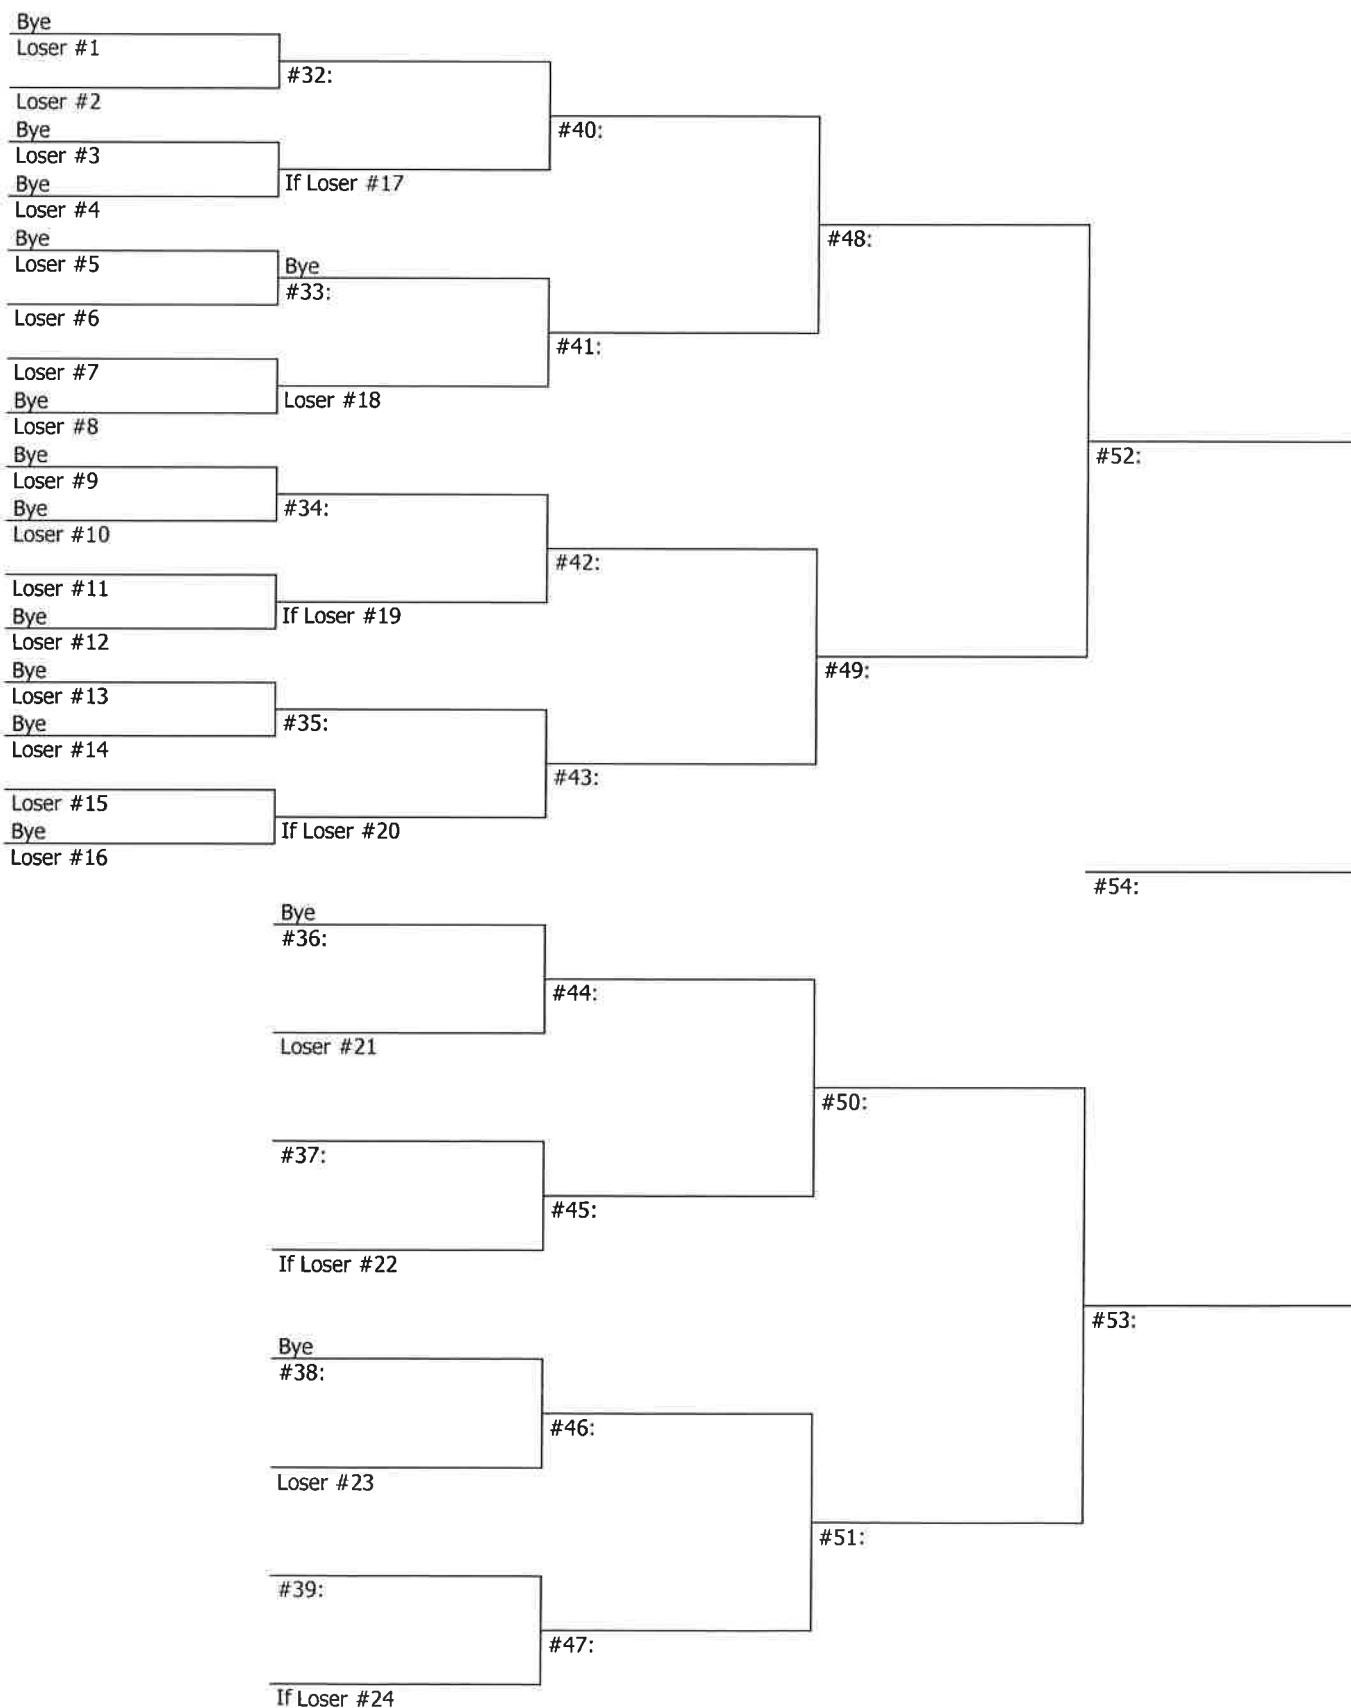 Bye
Loser #1
#32:
Loser #2
Bye
#40:
Loser #3
Bye
If Loser #17
Loser #4
Bye
#48:
Loser #5
Bye
#33:
Loser #6
#41:
Loser #7
Bye
Loser #18
Loser #8
Bye
#52:
Loser #9
Bye
#34:
Loser #10
#42:
Loser #11
Bye
If Loser #19
Loser #12
Bye
#49:
Loser #13
Bye
#35:
Loser #14
#43:
Loser #15
Bye
If Loser #20
Loser #16
#54:
Bye
#36:
#44:
Loser #21
#50:
#37:
#45:
If Loser #22
#53:
Bye
#38:
#46:
Loser #23
#51:
#39:
#47:
If Loser #24